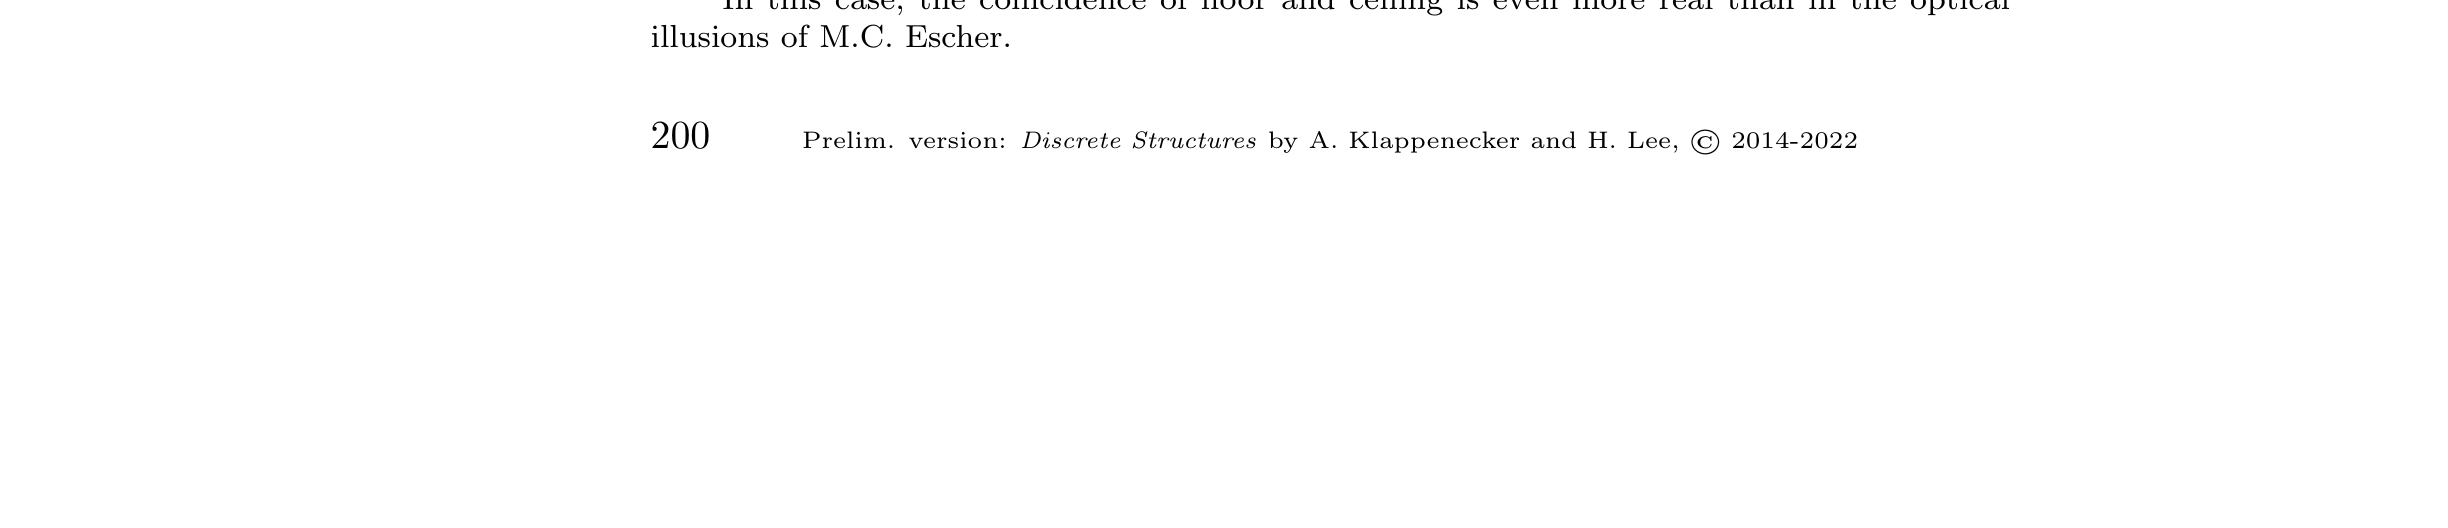 In this case, the coincidence of floor and ceiling is even more real than in the optical
illusions of M.C. Escher.
200 Prelim. version: Discrete Structures by A. Klappenecker and H. Lee, © 2014-2022